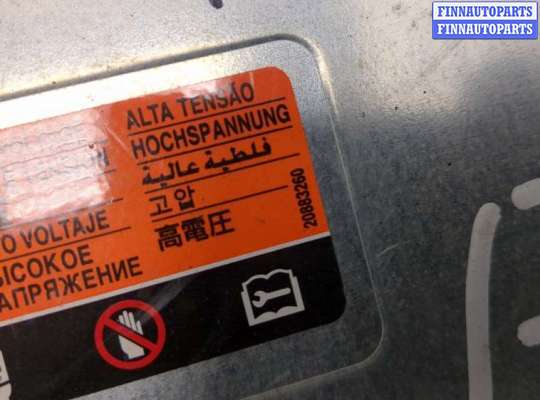 FINNAUTOPARTS
FINNAUTOPARTS
ALTA TENSÃO
HOCHSPANNUNG
فلطية عالية
고압
高電圧
O VOLTAJE
ЫСОКОЕ
АПРЯЖЕНИЕ
20883260